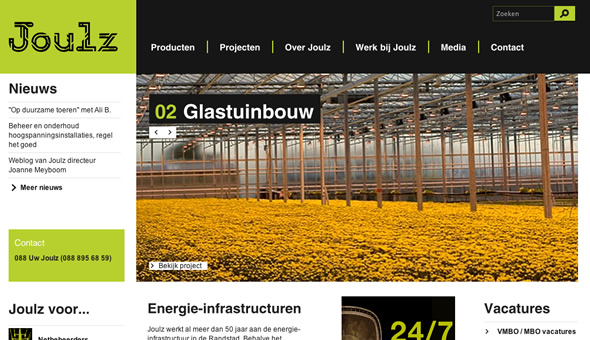 Joulz
Zoeken
Producten
Projecten
Over Joulz
Werk bij Joulz
Media
Contact
Nieuws
"Op duurzame toeren" met Ali B.
Beheer en onderhoud
hoogspanningsinstallaties, regel
het goed
Weblog van Joulz directeur
Joanne Meyboom
Meer nieuws
02 Glastuinbouw
Bekijk project
Contact
088 Uw Joulz (088 895 68 59)
Joulz voor...
Netbeheerders
Energie-infrastructuren
Joulz werkt al meer dan 50 jaar aan de energie-
infrastructuur in de Randstad. Behalve het
24/7
Vacatures
VMBO / MBO vacatures